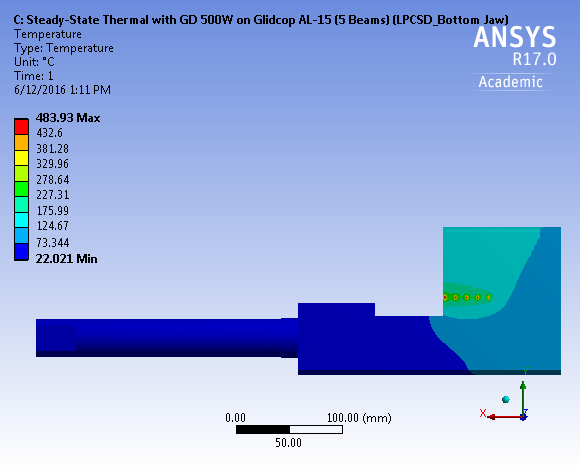 C: Steady-State Thermal with GD 500W on Glidcop AL-15 (5 Beams) (LPCSD_Bottom Jaw)
Temperature
Type: Temperature
Unit: °C
Time: 1
6/12/2016 1:11 PM
ANSYS
R17.0
Academic
483.93 Max
432.6
381.28
329.96
278.64
227.31
175.99
124.67
73.344
22.021 Min
0.00 100.00 (mm)
50.00
Y
X Z